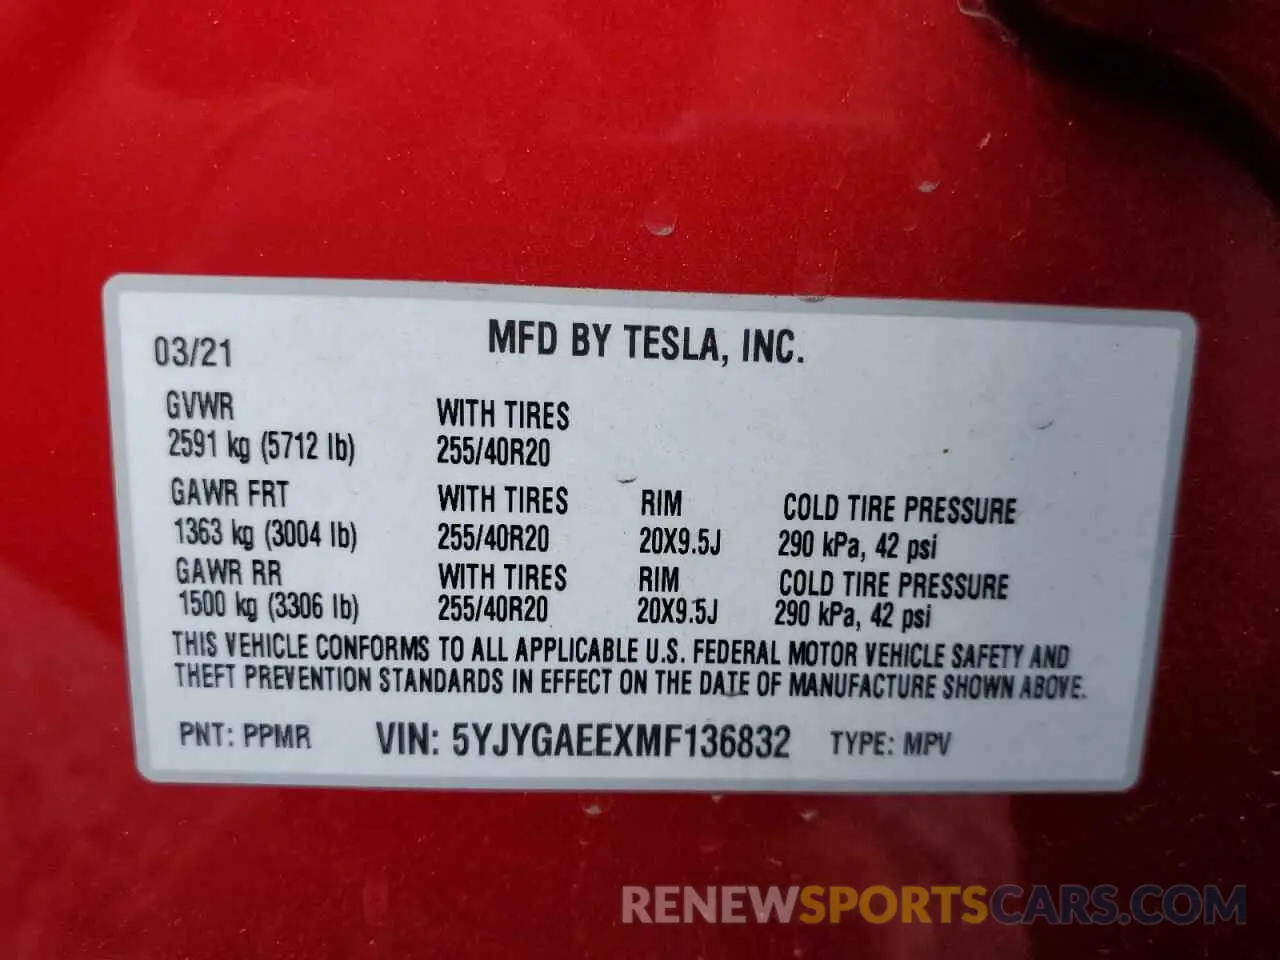 03/21 MFD BY TESLA, INC.
GVWR WITH TIRES
2591 kg (5712 lb) 255/40R20
GAWR FRT WITH TIRES RIM COLD TIRE PRESSURE
1363 kg (3004 lb) 255/40R20 20X9.5J 290 kPa, 42 psi
GAWR RR WITH TIRES RIM COLD TIRE PRESSURE
1500 kg (3306 lb) 255/40R20 20X9.5J 290 kPa, 42 psi
THIS VEHICLE CONFORMS TO ALL APPLICABLE U.S. FEDERAL MOTOR VEHICLE SAFETY AND
THEFT PREVENTION STANDARDS IN EFFECT ON THE DATE OF MANUFACTURE SHOWN ABOVE.
PNT: PPMR VIN: 5YJYGAEEXMF136832 TYPE: MPV
RENEWSPORTSCARS.COM